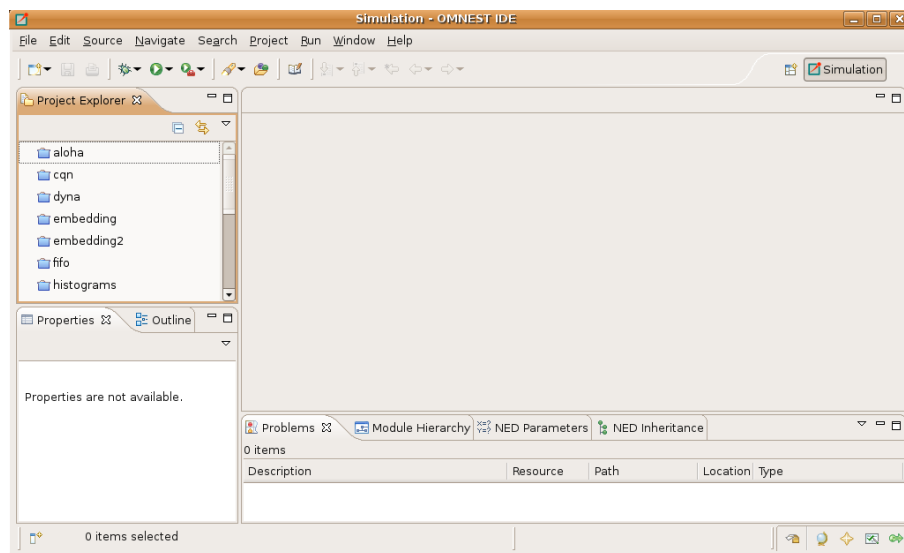 Simulation - OMNEST IDE
File Edit Source Navigate Search Project Run Window Help
Simulation
Project Explorer
aloha
cqn
dyna
embedding
embedding2
fifo
histograms
Properties Outline
Properties are not available.
Problems Module Hierarchy NED Parameters NED Inheritance
0 items
Description Resource Path Location Type
0 items selected